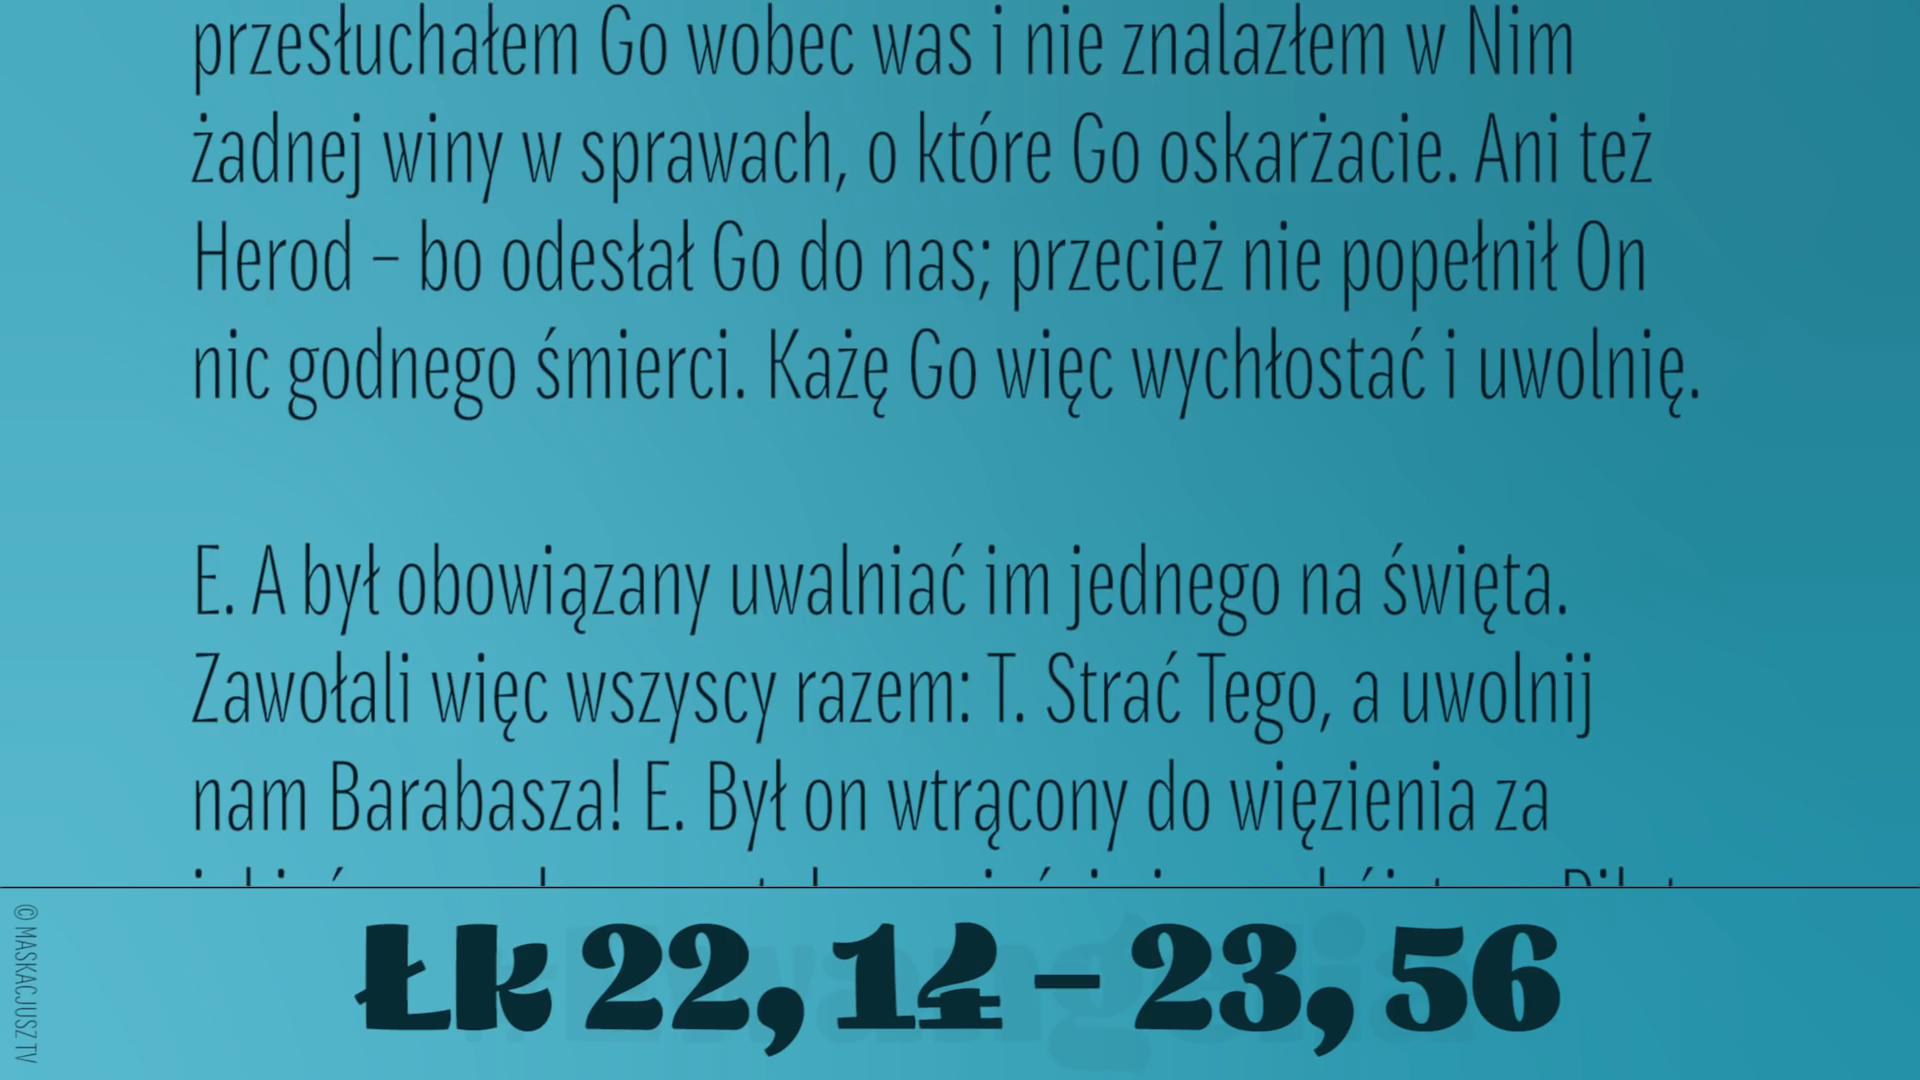 przesłuchałem Go wobec was i nie znalazłem w Nim
żadnej winy w sprawach, o które Go oskarżacie. Ani też
Herod – bo odesłał Go do nas; przecież nie popełnił On
nic godnego śmierci. Każę Go więc wychłostać i uwolnię.
E. A był obowiązany uwalniać im jednego na święta.
Zawołali więc wszyscy razem: T. Strać Tego, a uwolnij
nam Barabasza! E. Był on wtrącony do więzienia za
Łk 22, 14 – 23, 56
© MASKACJUSZ TV